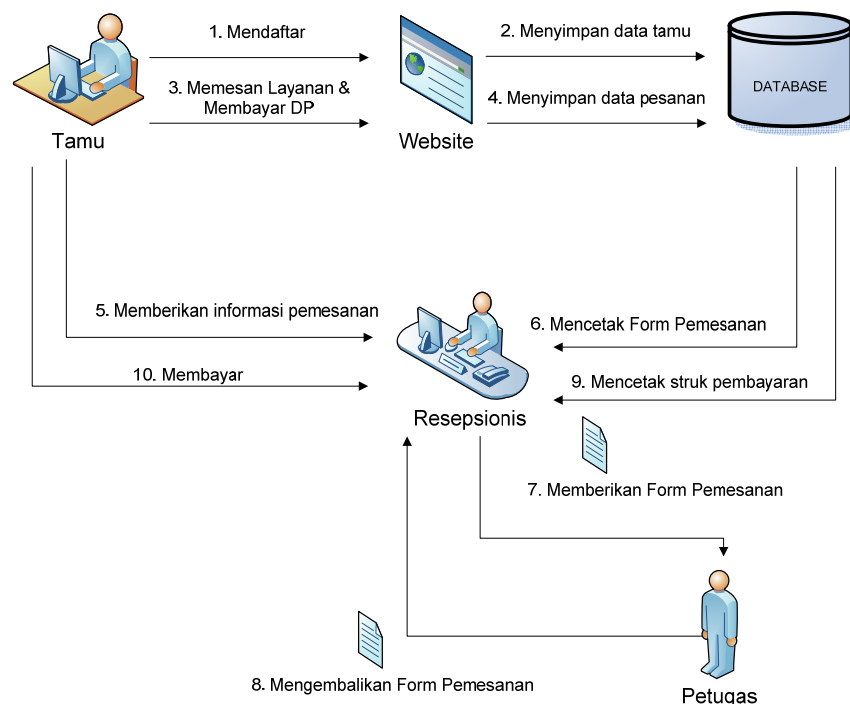 1. Mendaftar
2. Menyimpan data tamu
3. Memesan Layanan &
Membayar DP
4. Menyimpan data pesanan
DATABASE
Tamu
Website
5. Memberikan informasi pemesanan
6. Mencetak Form Pemesanan
10. Membayar
9. Mencetak struk pembayaran
Resepsionis
7. Memberikan Form Pemesanan
8. Mengembalikan Form Pemesanan
Petugas